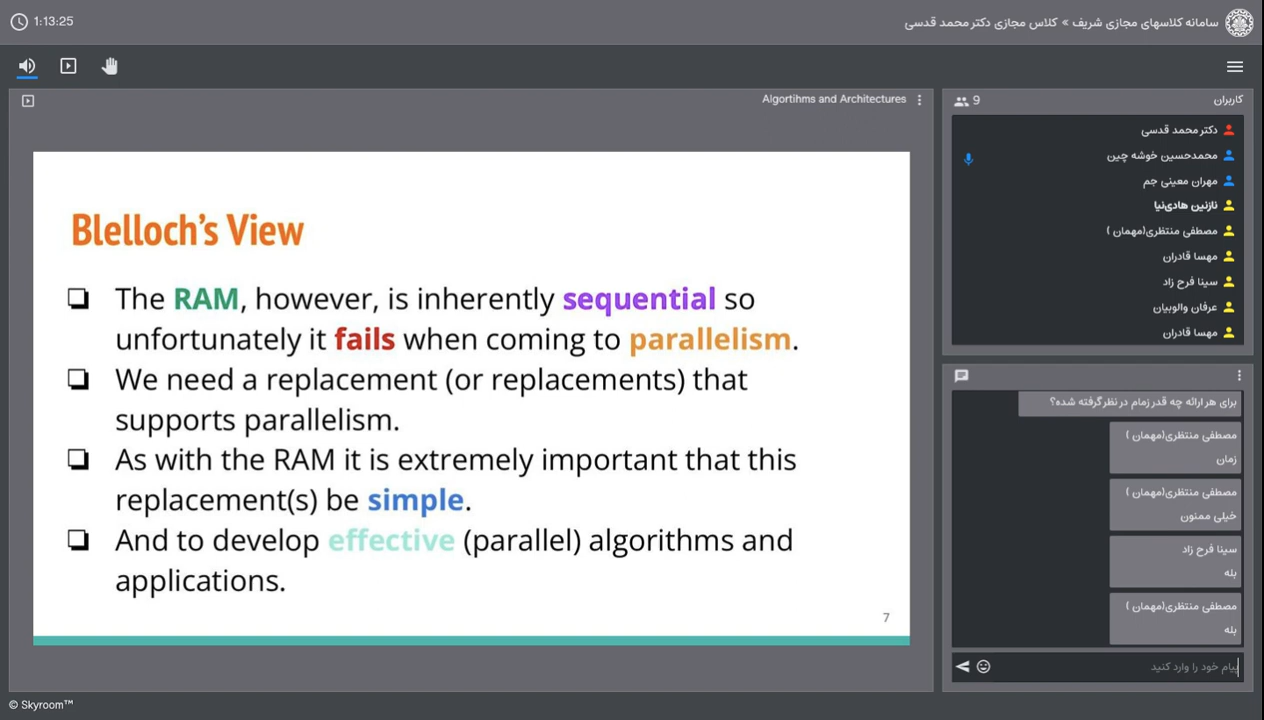 1:13:25
سامانه کلاسهای مجازی شریف » کلاس مجازی دکتر محمد قدسی
Algortihms and Architectures
Blelloch's View
❏ The RAM, however, is inherently sequential so
unfortunately it fails when coming to parallelism.
❏ We need a replacement (or replacements) that
supports parallelism.
❏ As with the RAM it is extremely important that this
replacement(s) be simple.
❏ And to develop effective (parallel) algorithms and
applications.
7
کاربران
9
دکتر محمد قدسی
محمدحسین خوشه چین
مهران معینی جم
نازنین هادی‌نیا
مصطفی منتظری(مهمان )
مهسا قادران
سینا فرح زاد
عرفان والوبیان
مهسا قادران
برای هر ارائه چه قدر زمام در نظر گرفته شده؟
مصطفی منتظری(مهمان )
زمان
مصطفی منتظری(مهمان )
خیلی ممنون
سینا فرح زاد
بله
مصطفی منتظری(مهمان )
بله
پیام خود را وارد کنید
© Skyroom™